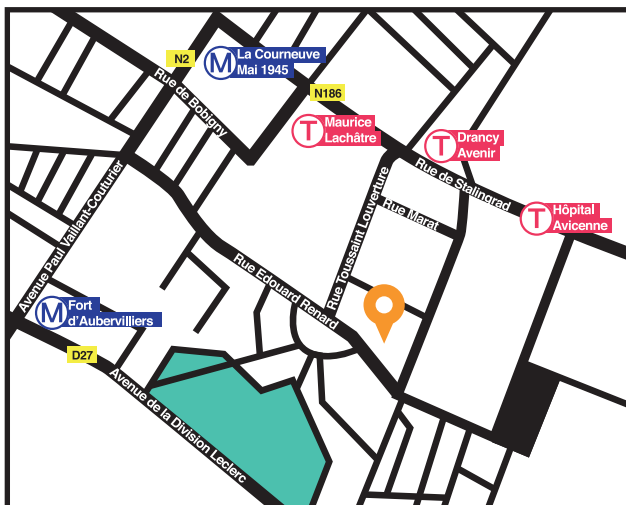 N2
M
La Courneuve
Mai 1945
Rue de Bobigny
N186
T
Maurice
Lachâtre
T
Drancy
Avenir
Rue de Stalingrad
T
Hôpital
Avicenne
Avenue Paul Vaillant-Couturier
Rue Toussaint Louverture
Rue Marat
Rue Edouard Renard
M
Fort
d'Aubervilliers
D27
Avenue de la Division Leclerc